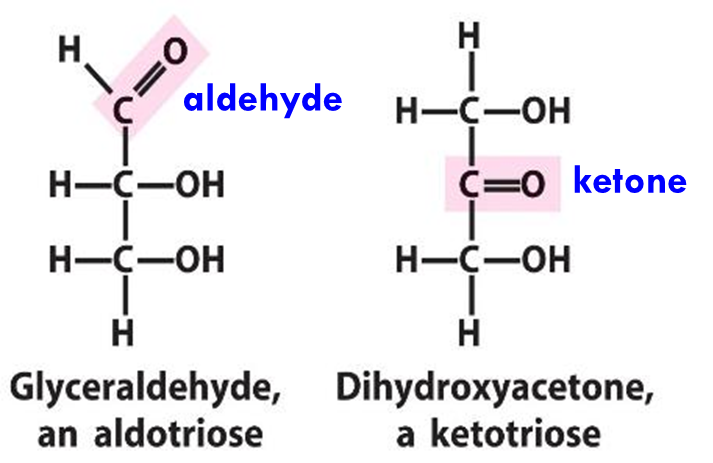 H
O
C
aldehyde
H—C—OH
H—C—OH
H
Glyceraldehyde,
an aldotriose
H
H—C—OH
C=O
ketone
H—C—OH
H
Dihydroxyacetone,
a ketotriose